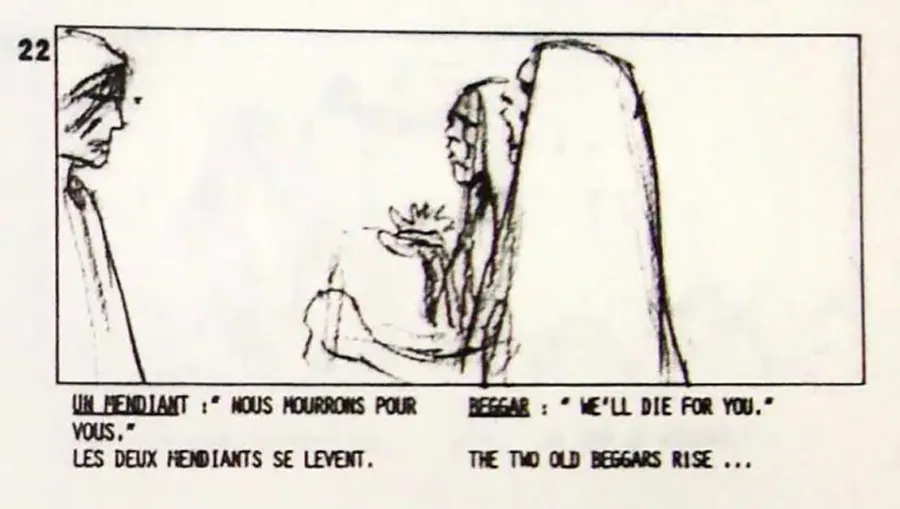 22
UN MENDIANT :" NOUS MOURRONS POUR
VOUS."
LES DEUX MENDIANTS SE LEVENT.
BEGGAR : " WE'LL DIE FOR YOU."
THE TWO OLD BEGGARS RISE ...